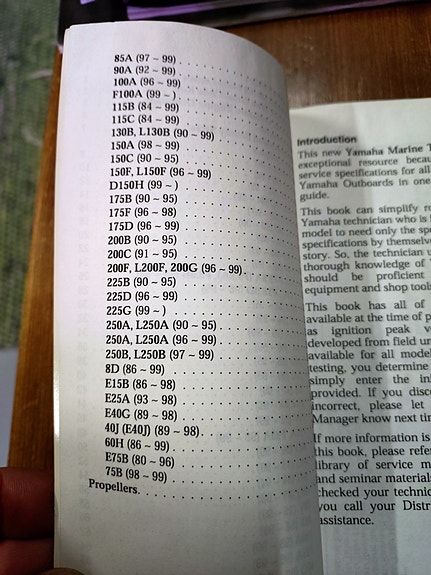 85A (97 ~ 99)
90A (92 ~ 99)
100A (96 ~ 99)
F100A (99 ~ )
115B (84 ~ 99)
115C (84 ~ 99)
130B, L130B (90 ~ 99)
150A (98 ~ 99)
150C (90 ~ 95)
150F, L150F (96 ~ 99)
D150H (99 ~ )
175B (90 ~ 95)
175F (96 ~ 98)
175D (96 ~ 99)
200B (90 ~ 95)
200C (91 ~ 95)
200F, L200F, 200G (96 ~ 99)
225B (90 ~ 95)
225D (96 ~ 99)
225G (99 ~ )
250A, L250A (90 ~ 95)
250A, L250A (96 ~ 99)
250B, L250B (97 ~ 99)
8D (86 ~ 99)
E15B (86 ~ 98)
E25A (93 ~ 98)
E40G (89 ~ 98)
40J (E40J) (89 ~ 98)
60H (86 ~ 99)
E75B (80 ~ 96)
75B (98 ~ 99)
Propellers
Introduction
This new Yamaha Marine T
exceptional resource becau
service specifications for all
Yamaha Outboards in one
guide.
This book can simplify r
Yamaha technician who is f
model to need only the spe
specifications by themselve
story. So, the technician u
thorough knowledge of
should be proficient
equipment and shop tools
This book has all of
available at the time of p
as ignition peak v
developed from field un
available for all model
testing, you determine
simply enter the in
provided. If you disc
incorrect, please let
Manager know next tim
If more information is
this book, please refe
library of service m
and seminar materials
checked your technic
you call your Distr
assistance.